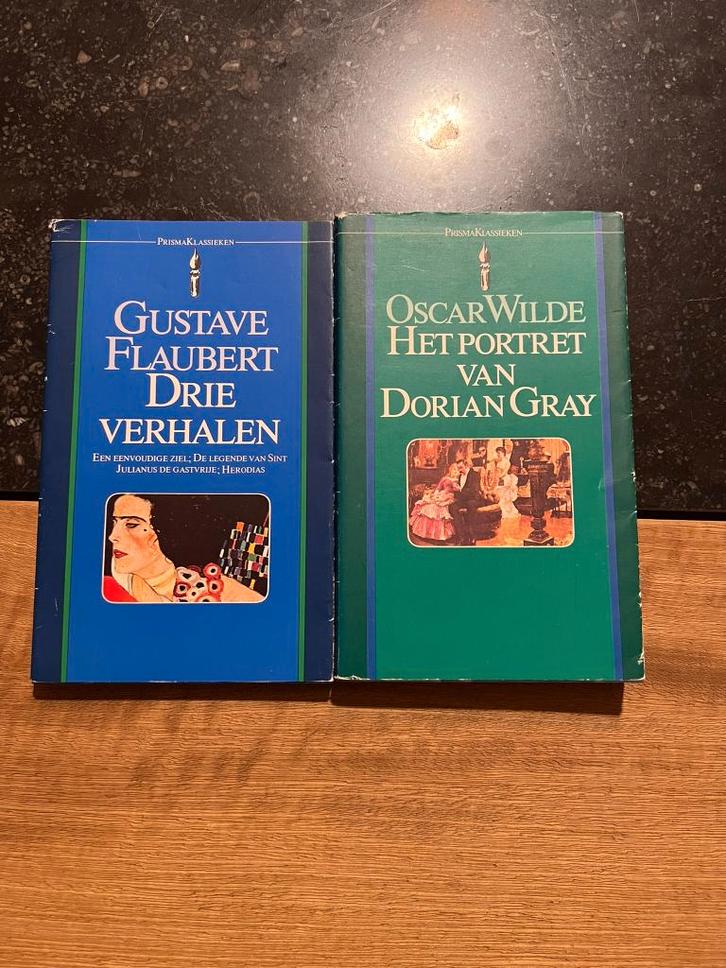 PrismaKlassieken
Gustave
Flaubert
Drie
verhalen
Een eenvoudige ziel; De legende van Sint
Julianus de gastvrije; Herodias
PrismaKlassieken
Oscar Wilde
Het portret
van
Dorian Gray